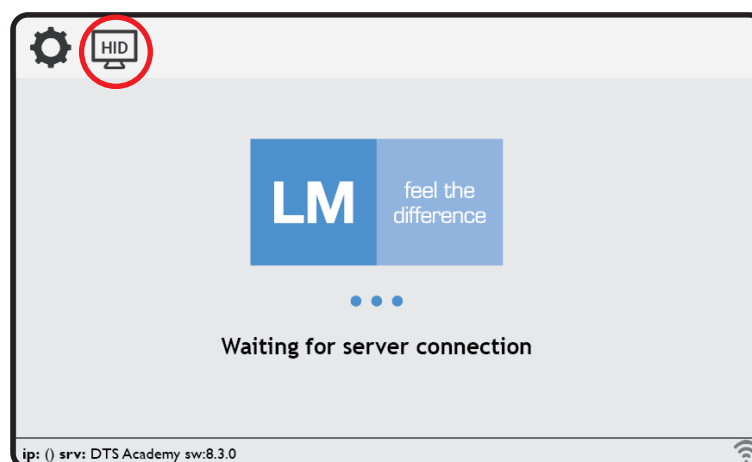 HID
LM
feel the
difference
Waiting for server connection
ip: () srv: DTS Academy sw:8.3.0